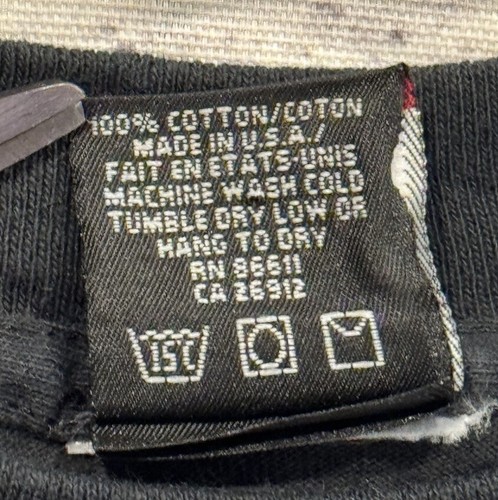 100% COTTON/COTON
MADE IN U.S.A./
FAIT EN ETATS-UNIS
MACHINE WASH COLD
TUMBLE DRY LOW OR
HANG TO DRY
RN 96611
CA 26912